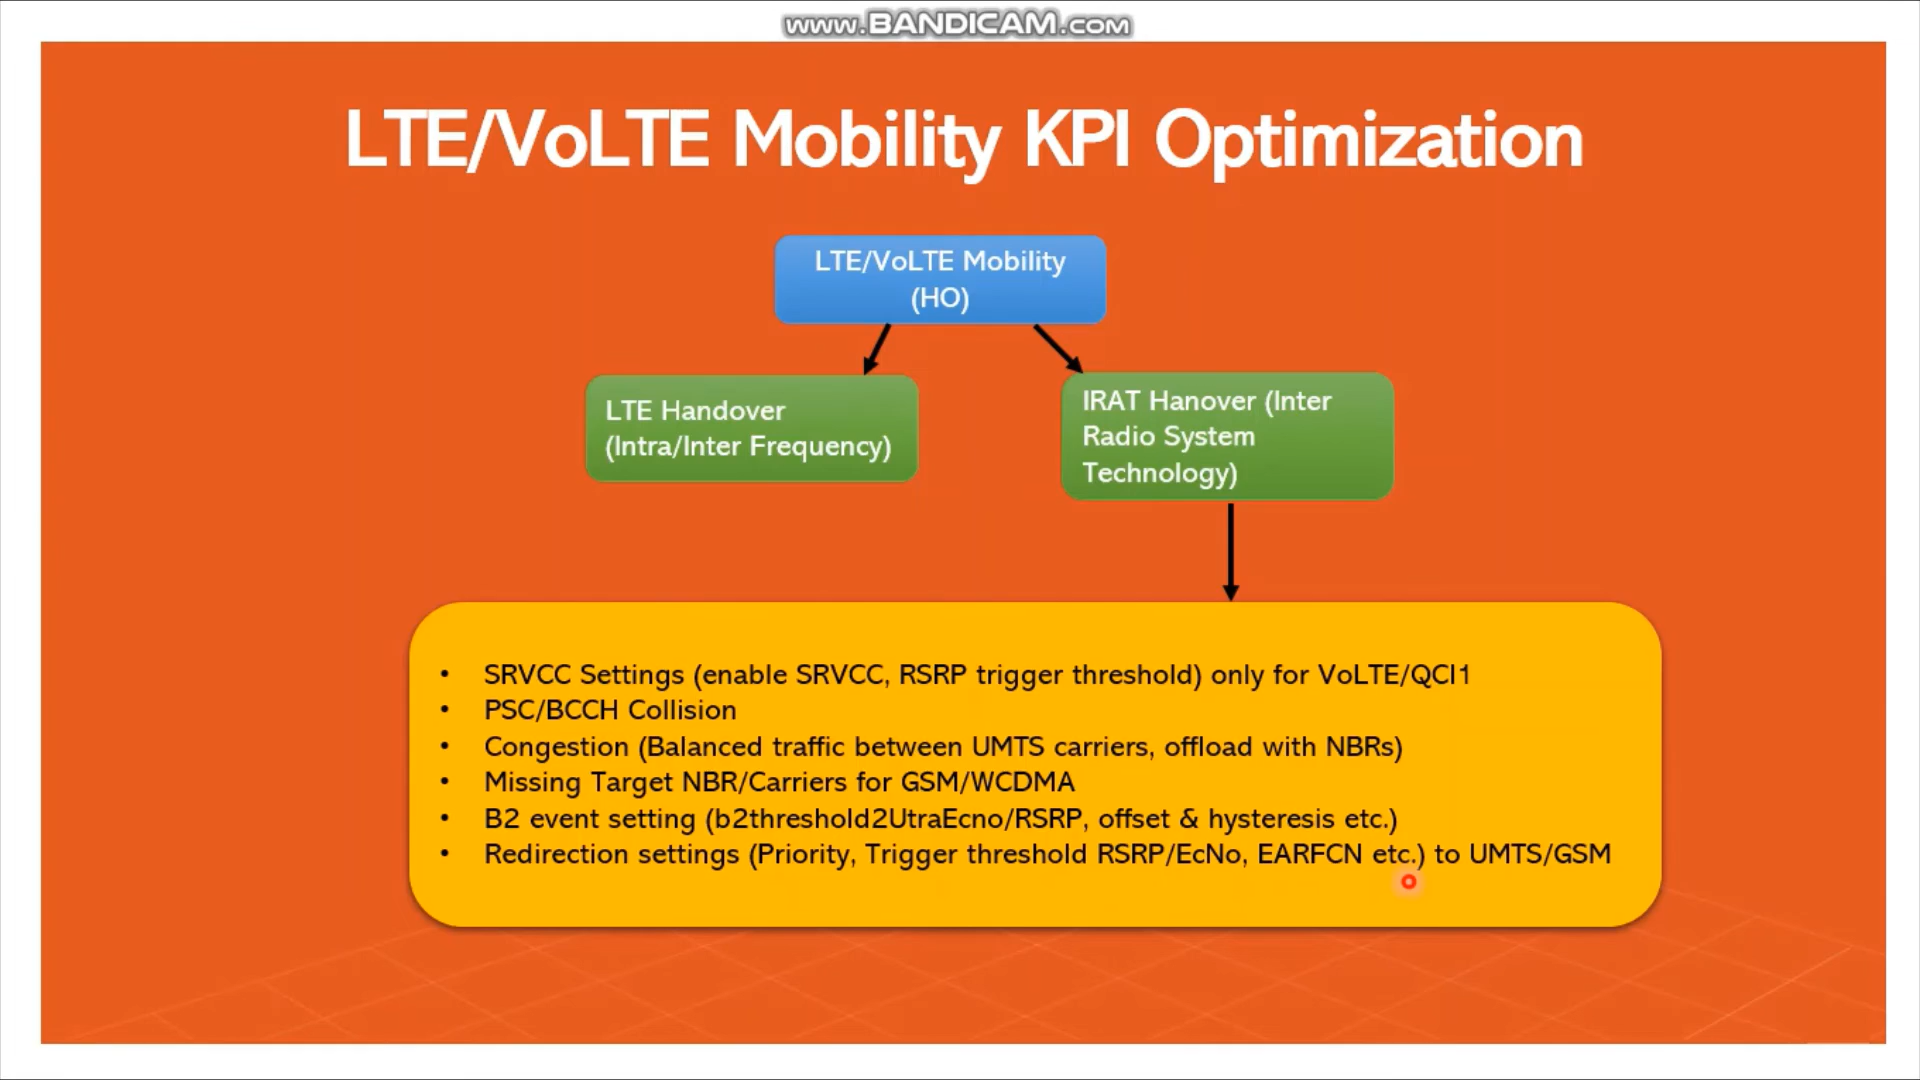 www.BANDICAM.com
LTE/VoLTE Mobility KPI Optimization
LTE/VoLTE Mobility
(HO)
LTE Handover
(Intra/Inter Frequency)
IRAT Hanover (Inter
Radio System
Technology)
• SRVCC Settings (enable SRVCC, RSRP trigger threshold) only for VoLTE/QCI1
• PSC/BCCH Collision
• Congestion (Balanced traffic between UMTS carriers, offload with NBRs)
• Missing Target NBR/Carriers for GSM/WCDMA
• B2 event setting (b2threshold2UtraEcno/RSRP, offset & hysteresis etc.)
• Redirection settings (Priority, Trigger threshold RSRP/EcNo, EARFCN etc.) to UMTS/GSM